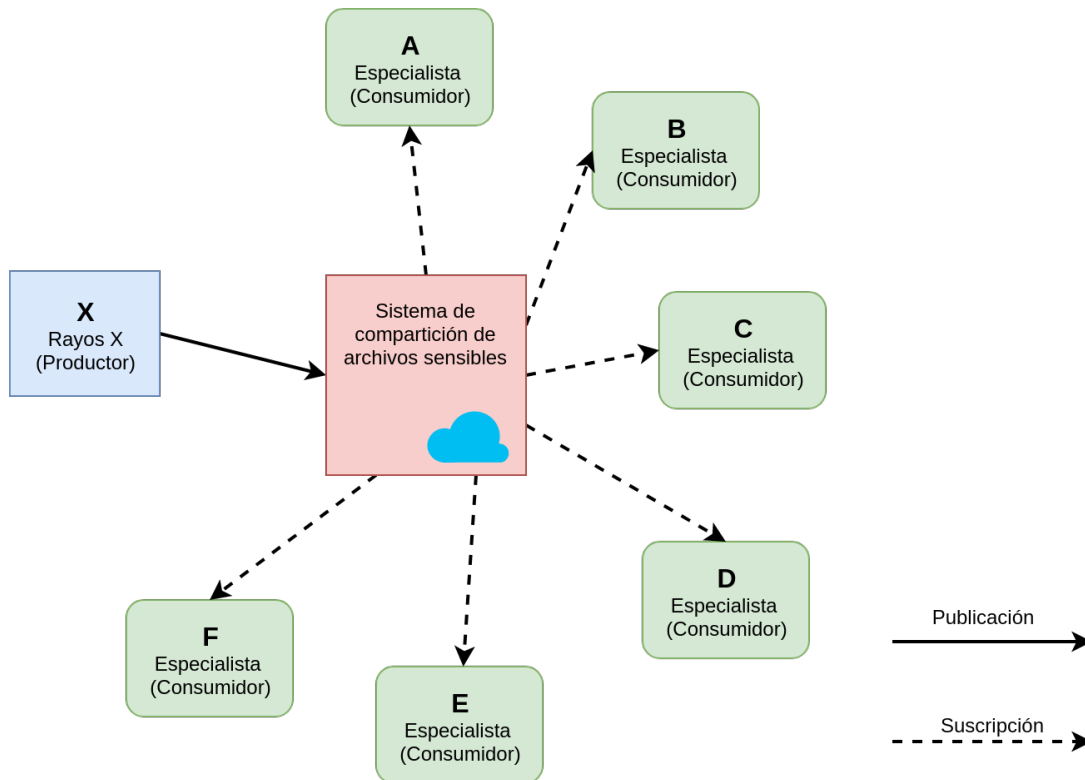 A
Especialista
(Consumidor)
B
Especialista
(Consumidor)
X
Rayos X
(Productor)
Sistema de
compartición de
archivos sensibles
C
Especialista
(Consumidor)
D
Especialista
(Consumidor)
F
Especialista
(Consumidor)
E
Especialista
(Consumidor)
Publicación
Suscripción